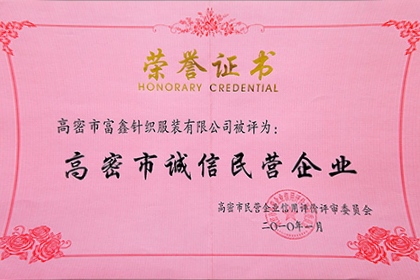 荣誉证书
HONORARY CREDENTIAL
高密市富鑫针织服装有限公司被评为：
高密市诚信民营企业
高密市民营企业信用评价评审委员会
二〇一〇年一月